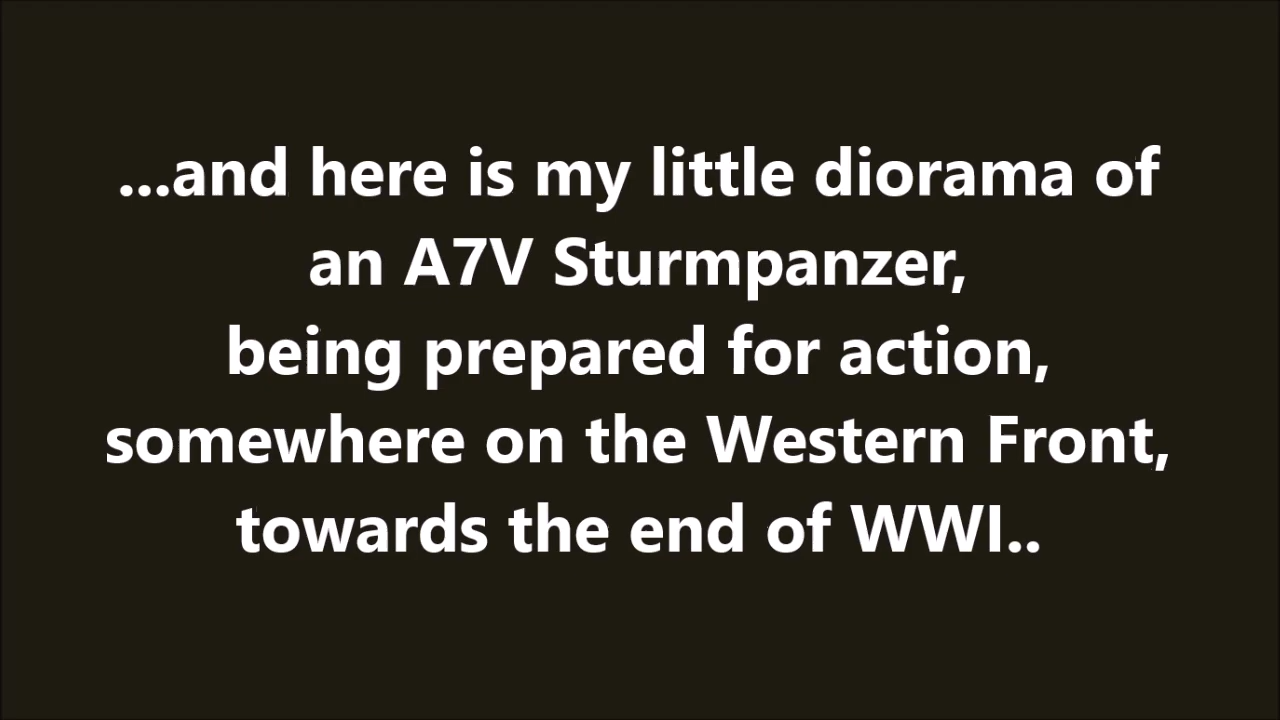 ...and here is my little diorama of
an A7V Sturmpanzer,
being prepared for action,
somewhere on the Western Front,
towards the end of WWI..